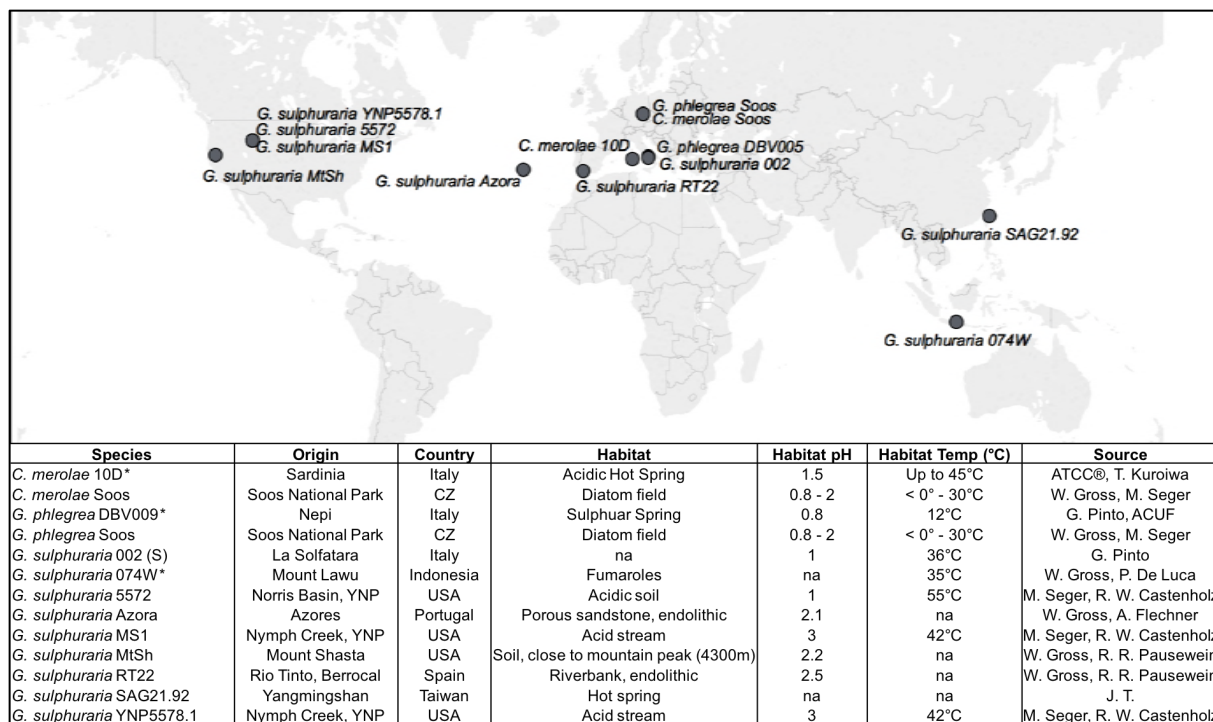 G. sulphuraria YNP5578.1
G. sulphuraria 5572
G. sulphuraria MS1
G. sulphuraria MtSh
G. phlegrea Soos
C. merolae Soos
C. merolae 10D
G. phlegrea DBV005
G. sulphuraria 002
G. sulphuraria Azora
G. sulphuraria RT22
G. sulphuraria SAG21.92
G. sulphuraria 074W
Species Origin Country Habitat Habitat pH Habitat Temp (°C) Source
C. merolae 10D* Sardinia Italy Acidic Hot Spring 1.5 Up to 45°C ATCC®, T. Kuroiwa
C. merolae Soos Soos National Park CZ Diatom field 0.8 - 2 < 0° - 30°C W. Gross, M. Seger
G. phlegrea DBV009* Nepi Italy Sulphuar Spring 0.8 12°C G. Pinto, ACUF
G. phlegrea Soos Soos National Park CZ Diatom field 0.8 - 2 < 0° - 30°C W. Gross, M. Seger
G. sulphuraria 002 (S) La Solfatara Italy na 1 36°C G. Pinto
G. sulphuraria 074W* Mount Lawu Indonesia Fumaroles na 35°C W. Gross, P. De Luca
G. sulphuraria 5572 Norris Basin, YNP USA Acidic soil 1 55°C M. Seger, R. W. Castenholz
G. sulphuraria Azora Azores Portugal Porous sandstone, endolithic 2.1 na W. Gross, A. Flechner
G. sulphuraria MS1 Nymph Creek, YNP USA Acid stream 3 42°C M. Seger, R. W. Castenholz
G. sulphuraria MtSh Mount Shasta USA Soil, close to mountain peak (4300m) 2.2 na W. Gross, R. R. Pausewein
G. sulphuraria RT22 Rio Tinto, Berrocal Spain Riverbank, endolithic 2.5 na W. Gross, R. R. Pausewein
G. sulphuraria SAG21.92 Yangmingshan Taiwan Hot spring na na J. T.
G. sulphuraria YNP5578.1 Nymph Creek, YNP USA Acid stream 3 42°C M. Seger, R. W. Castenholz